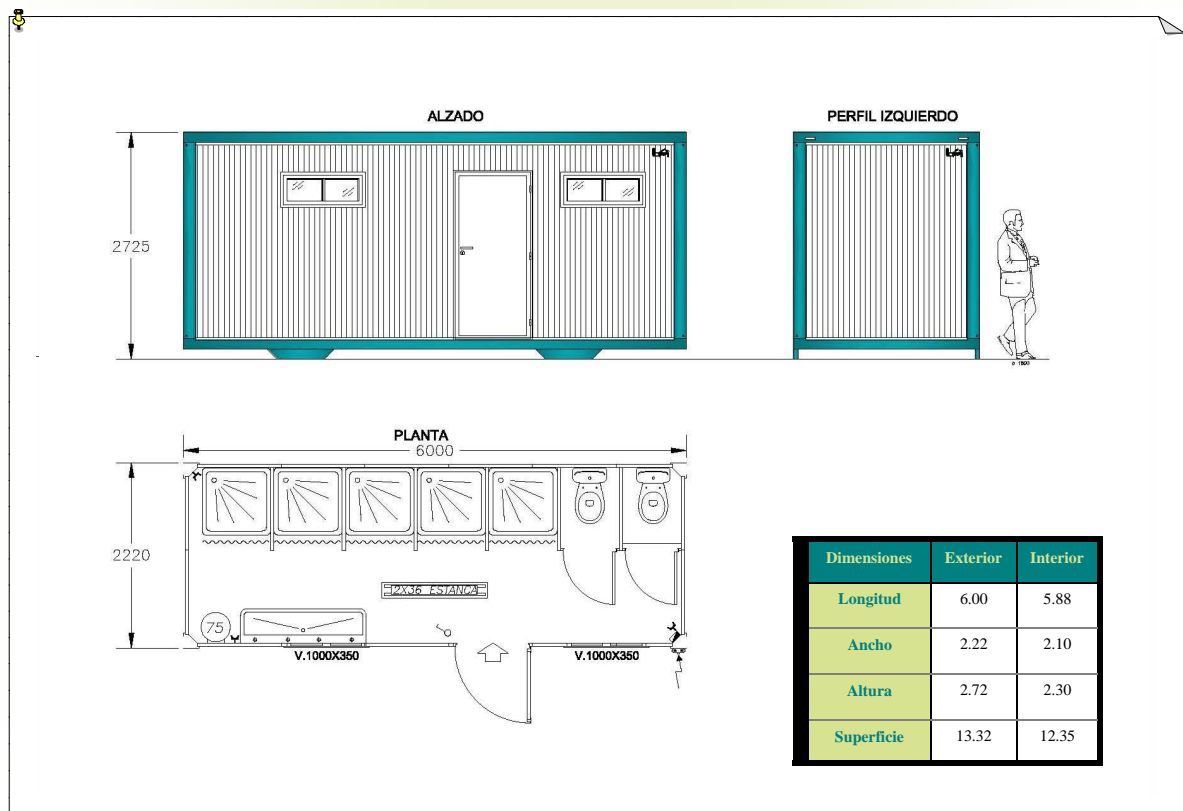 ALZADO
PERFIL IZQUIERDO
2725
PLANTA
6000
2220
2X36 ESTANCA
75
V.1000X350
V.1000X350
Dimensiones Exterior Interior
Longitud 6.00 5.88
Ancho 2.22 2.10
Altura 2.72 2.30
Superficie 13.32 12.35